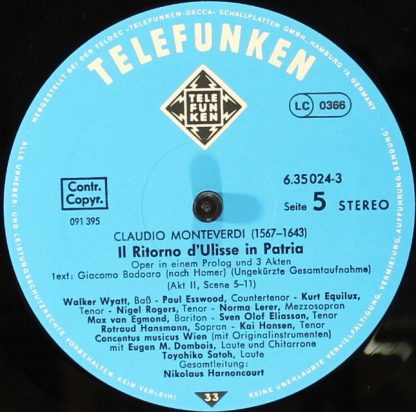 HERGESTELLT BEI DER TELDEC »TELEFUNKEN-DECCA« SCHALLPLATTEN GMBH, HAMBURG 19, GERMANY
TELEFUNKEN
TELE
FUN
KEN
LC 0366
Contr.
Copyr.
091 395
6.35 024-3
Seite 5 STEREO
CLAUDIO MONTEVERDI (1567-1643)
Il Ritorno d'Ulisse in Patria
Oper in einem Prolog und 3 Akten
Text: Giacomo Badoaro (nach Homer) (Ungekürzte Gesamtaufnahme)
(Akt II, Scene 5-11)
Walker Wyatt, Baß - Paul Esswood, Countertenor - Kurt Equiluz,
Tenor - Nigel Rogers, Tenor - Norma Lerer, Mezzosopran
Max van Egmond, Bariton - Sven Olof Eliasson, Tenor
Rotraud Hansmann, Sopran - Kai Hansen, Tenor
Concentus musicus Wien (mit Originalinstrumenten)
mit Eugen M. Dombois, Laute und Chitarrone
Toyohiko Satoh, Laute
Gesamtleitung:
Nikolaus Harnoncourt
33
ALLE URHEBER- UND LEISTUNGSSCHUTZRECHTE VORBEHALTEN. KEIN VERLEIH!
KEINE UNERLAUBTE VERVIELFÄLTIGUNG, VERMIETUNG, AUFFÜHRUNG, SENDUNG!